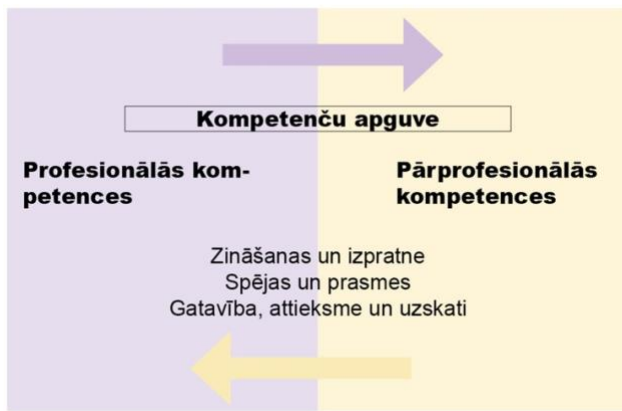 Kompetenču apguve
Profesionālās kom-
petences
Pārprofesionālās
kompetences
Zināšanas un izpratne
Spējas un prasmes
Gatavība, attieksme un uzskati